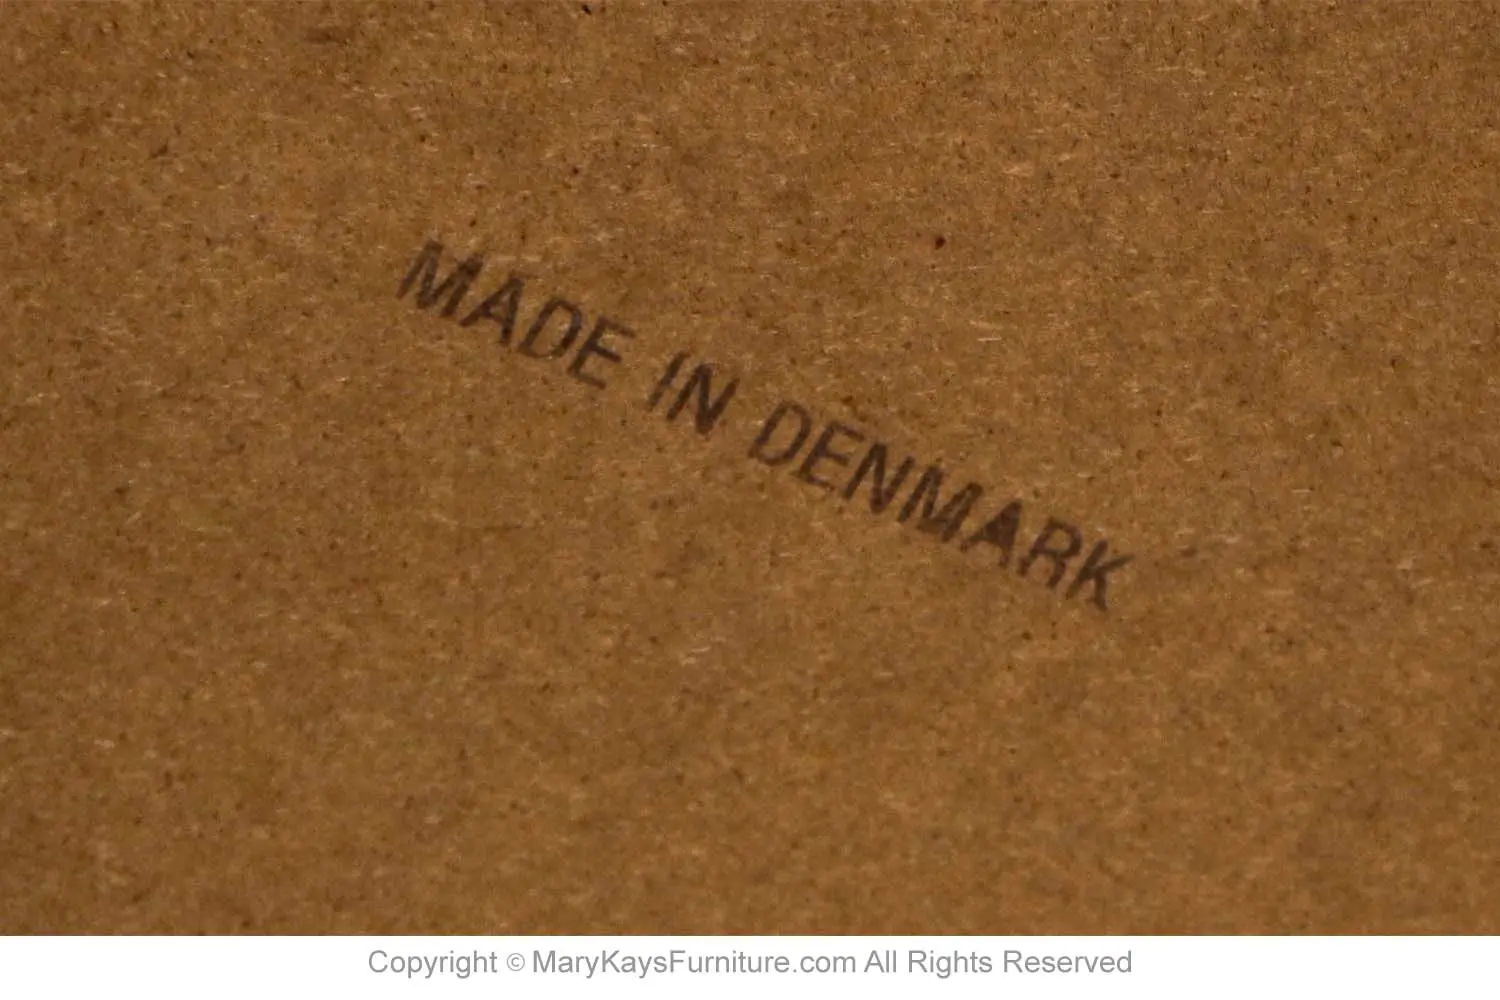 MADE IN DENMARK
Copyright © MaryKaysFurniture.com All Rights Reserved